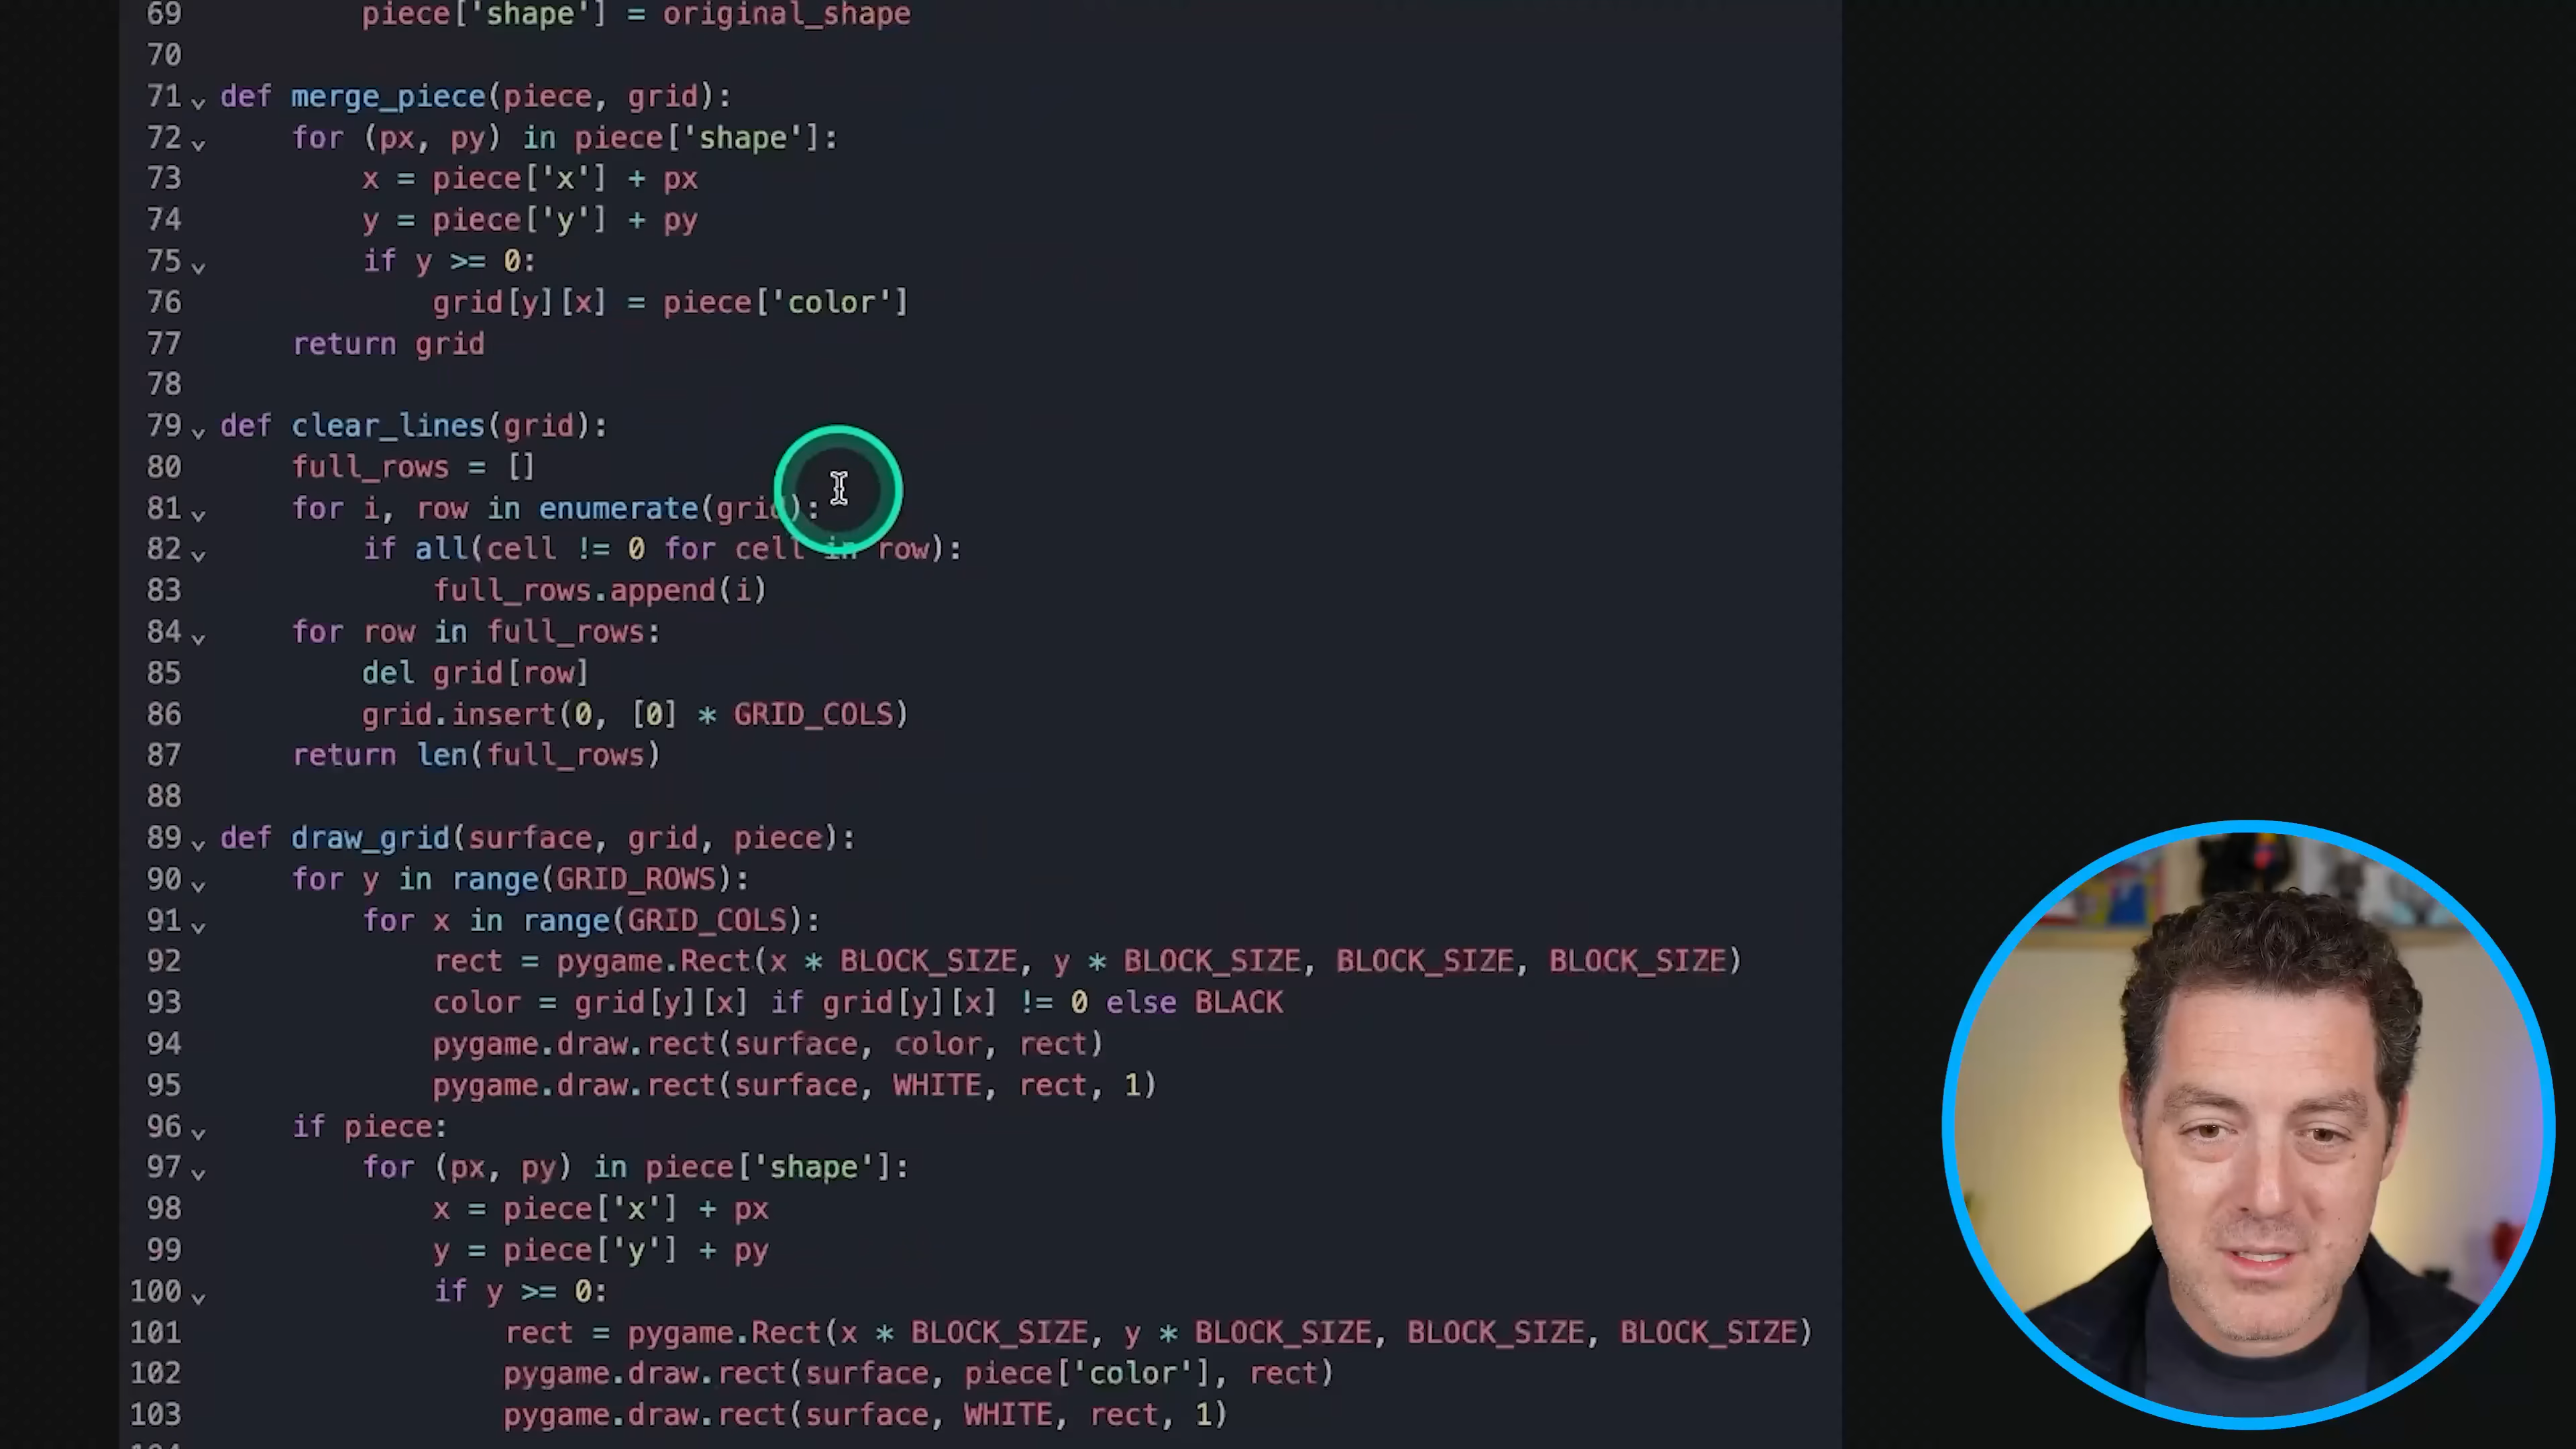 69 piece['shape'] = original_shape
70
71 def merge_piece(piece, grid):
72 for (px, py) in piece['shape']:
73 x = piece['x'] + px
74 y = piece['y'] + py
75 if y >= 0:
76 grid[y][x] = piece['color']
77 return grid
78
79 def clear_lines(grid):
80 full_rows = []
81 for i, row in enumerate(grid):
82 if all(cell != 0 for cell in row):
83 full_rows.append(i)
84 for row in full_rows:
85 del grid[row]
86 grid.insert(0, [0] * GRID_COLS)
87 return len(full_rows)
88
89 def draw_grid(surface, grid, piece):
90 for y in range(GRID_ROWS):
91 for x in range(GRID_COLS):
92 rect = pygame.Rect(x * BLOCK_SIZE, y * BLOCK_SIZE, BLOCK_SIZE, BLOCK_SIZE)
93 color = grid[y][x] if grid[y][x] != 0 else BLACK
94 pygame.draw.rect(surface, color, rect)
95 pygame.draw.rect(surface, WHITE, rect, 1)
96 if piece:
97 for (px, py) in piece['shape']:
98 x = piece['x'] + px
99 y = piece['y'] + py
100 if y >= 0:
101 rect = pygame.Rect(x * BLOCK_SIZE, y * BLOCK_SIZE, BLOCK_SIZE, BLOCK_SIZE)
102 pygame.draw.rect(surface, piece['color'], rect)
103 pygame.draw.rect(surface, WHITE, rect, 1)